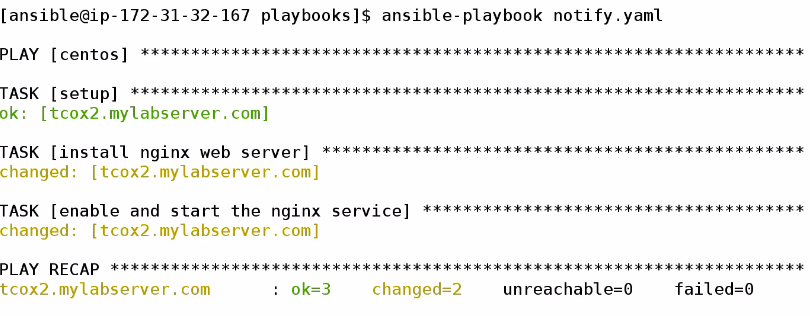 [ansible@ip-172-31-32-167 playbooks]$ ansible-playbook notify.yaml
PLAY [centos] ******************************************************************
TASK [setup] *******************************************************************
ok: [tcox2.mylabserver.com]
TASK [install nginx web server] ************************************************
changed: [tcox2.mylabserver.com]
TASK [enable and start the nginx service] **************************************
changed: [tcox2.mylabserver.com]
PLAY RECAP *********************************************************************
tcox2.mylabserver.com      : ok=3    changed=2    unreachable=0    failed=0